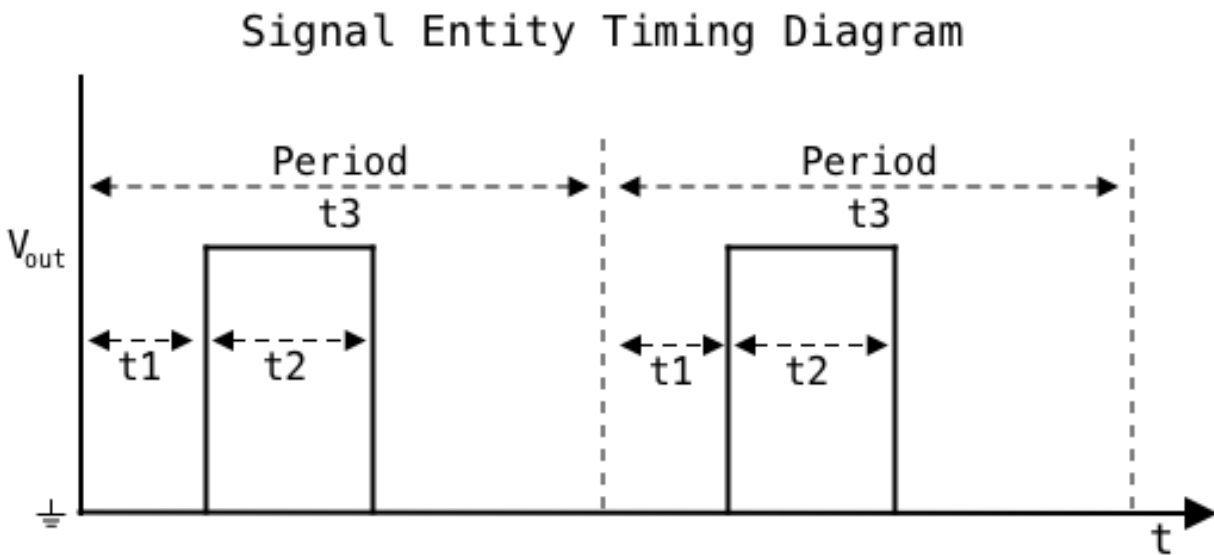 Signal Entity Timing Diagram
Period Period
t3 t3
Vout
t1 t2 t1 t2
t